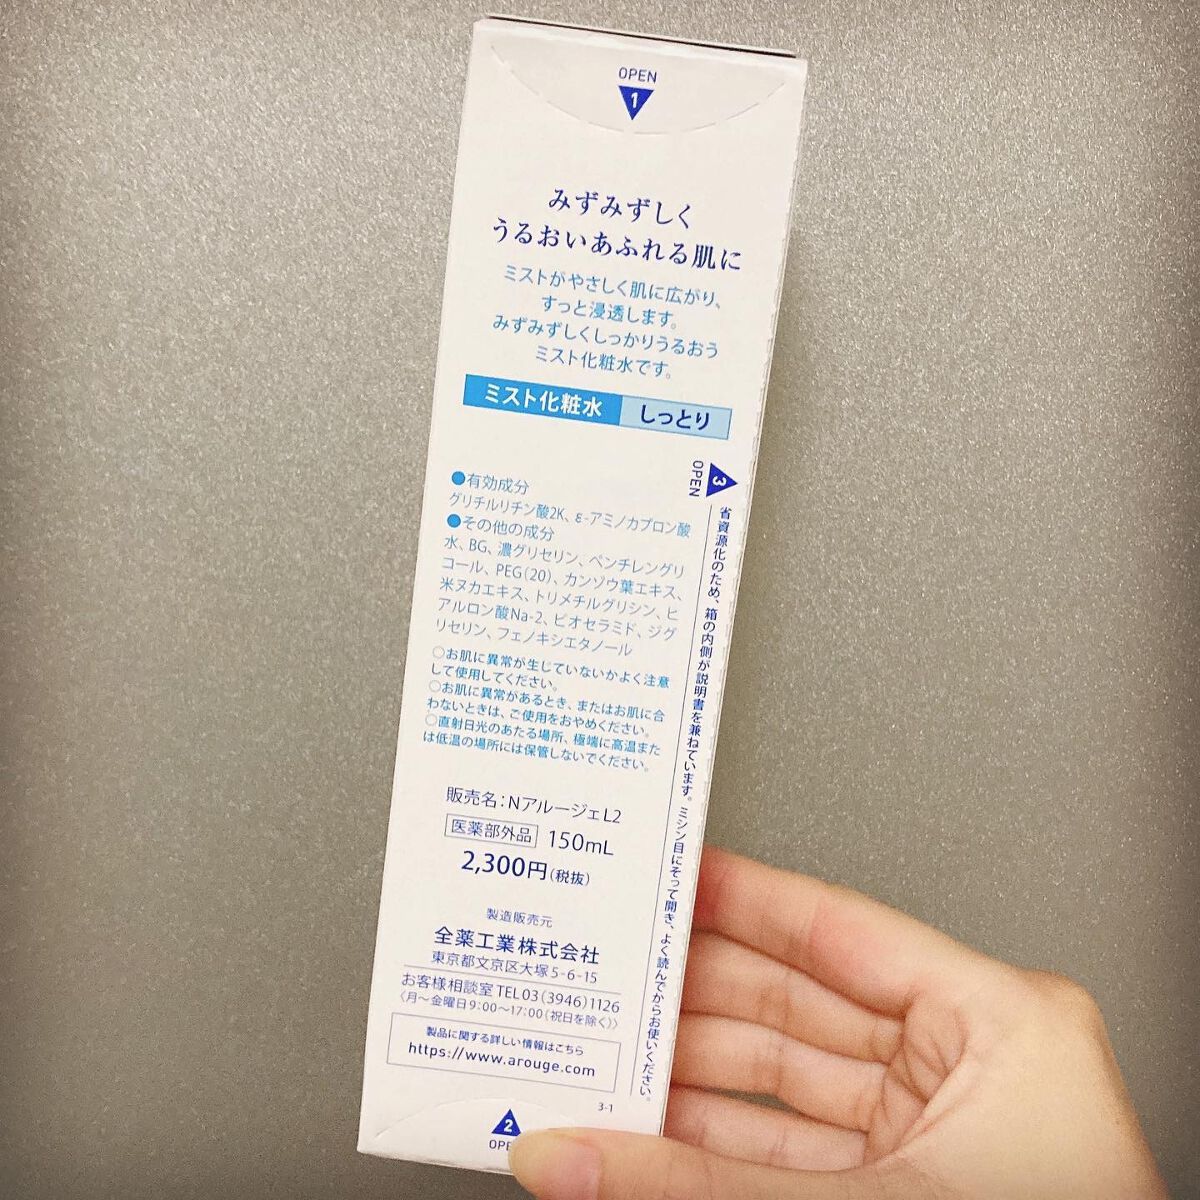 OPEN
1
みずみずしく
うるおいあふれる肌に
ミストがやさしく肌に広がり、
すっと浸透します。
みずみずしくしっかりうるおう
ミスト化粧水です。
ミスト化粧水 しっとり
3
OPEN
●有効成分
グリチルリチン酸2K、ε-アミノカプロン酸
●その他の成分
水、BG、濃グリセリン、ペンチレングリ
コール、PEG(20)、カンゾウ葉エキス、
米ヌカエキス、トリメチルグリシン、ヒ
アルロン酸Na-2、ビオセラミド、ジグ
リセリン、フェノキシエタノール
○お肌に異常が生じていないかよく注意
して使用してください。
○お肌に異常があるとき、またはお肌に合
わないときは、ご使用をおやめください。
○直射日光のあたる場所、極端に高温また
は低温の場所には保管しないでください。
省資源化のため、箱の内側が説明書を兼ねています。ミシン目にそって開き、よく読んでからお使いください。
販売名：NアルージェL2
医薬部外品 150mL
2,300円(税抜)
製造販売元
全薬工業株式会社
東京都文京区大塚5-6-15
お客様相談室 TEL03(3946)1126
〈月〜金曜日9:00〜17:00(祝日を除く)〉
製品に関する詳しい情報はこちら
https://www.arouge.com
3-1
2